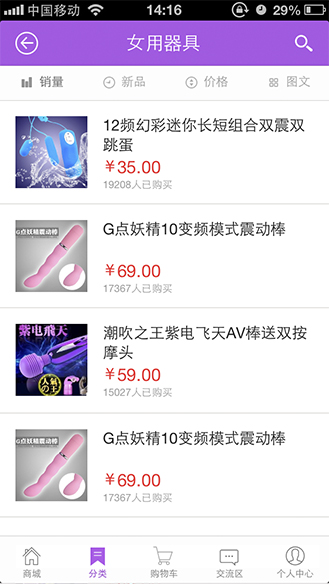 中国移动 14:16 29%
女用器具
销量 新品 价格 图文
12频幻彩迷你长短组合双震双
跳蛋
￥35.00
19208人已购买
G点妖精震动棒
G点妖精10变频模式震动棒
￥69.00
17367人已购买
紫电飞天
人气之王
潮吹之王紫电飞天AV棒送双按
摩头
￥59.00
15027人已购买
G点妖精震动棒
G点妖精10变频模式震动棒
￥69.00
17367人已购买
商城 分类 购物车 交流区 个人中心